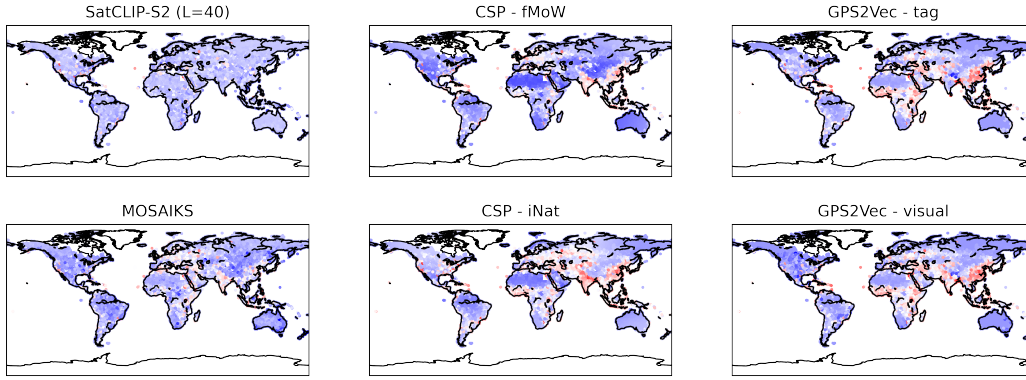 SatCLIP-S2 (L=40)
CSP - fMoW
GPS2Vec - tag
MOSAIKS
CSP - iNat
GPS2Vec - visual